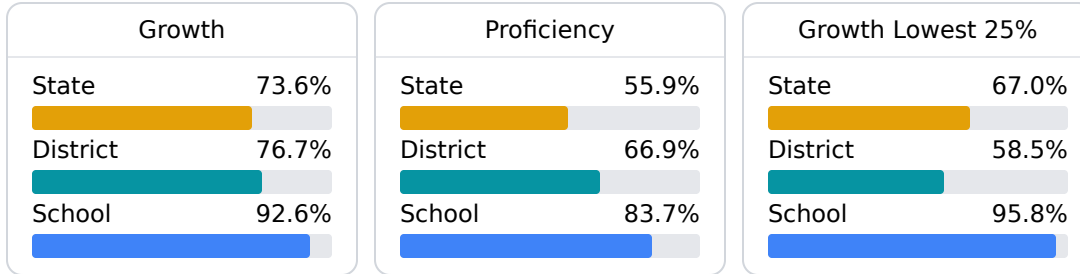 Growth
State 73.6%
District 76.7%
School 92.6%
Proficiency
State 55.9%
District 66.9%
School 83.7%
Growth Lowest 25%
State 67.0%
District 58.5%
School 95.8%